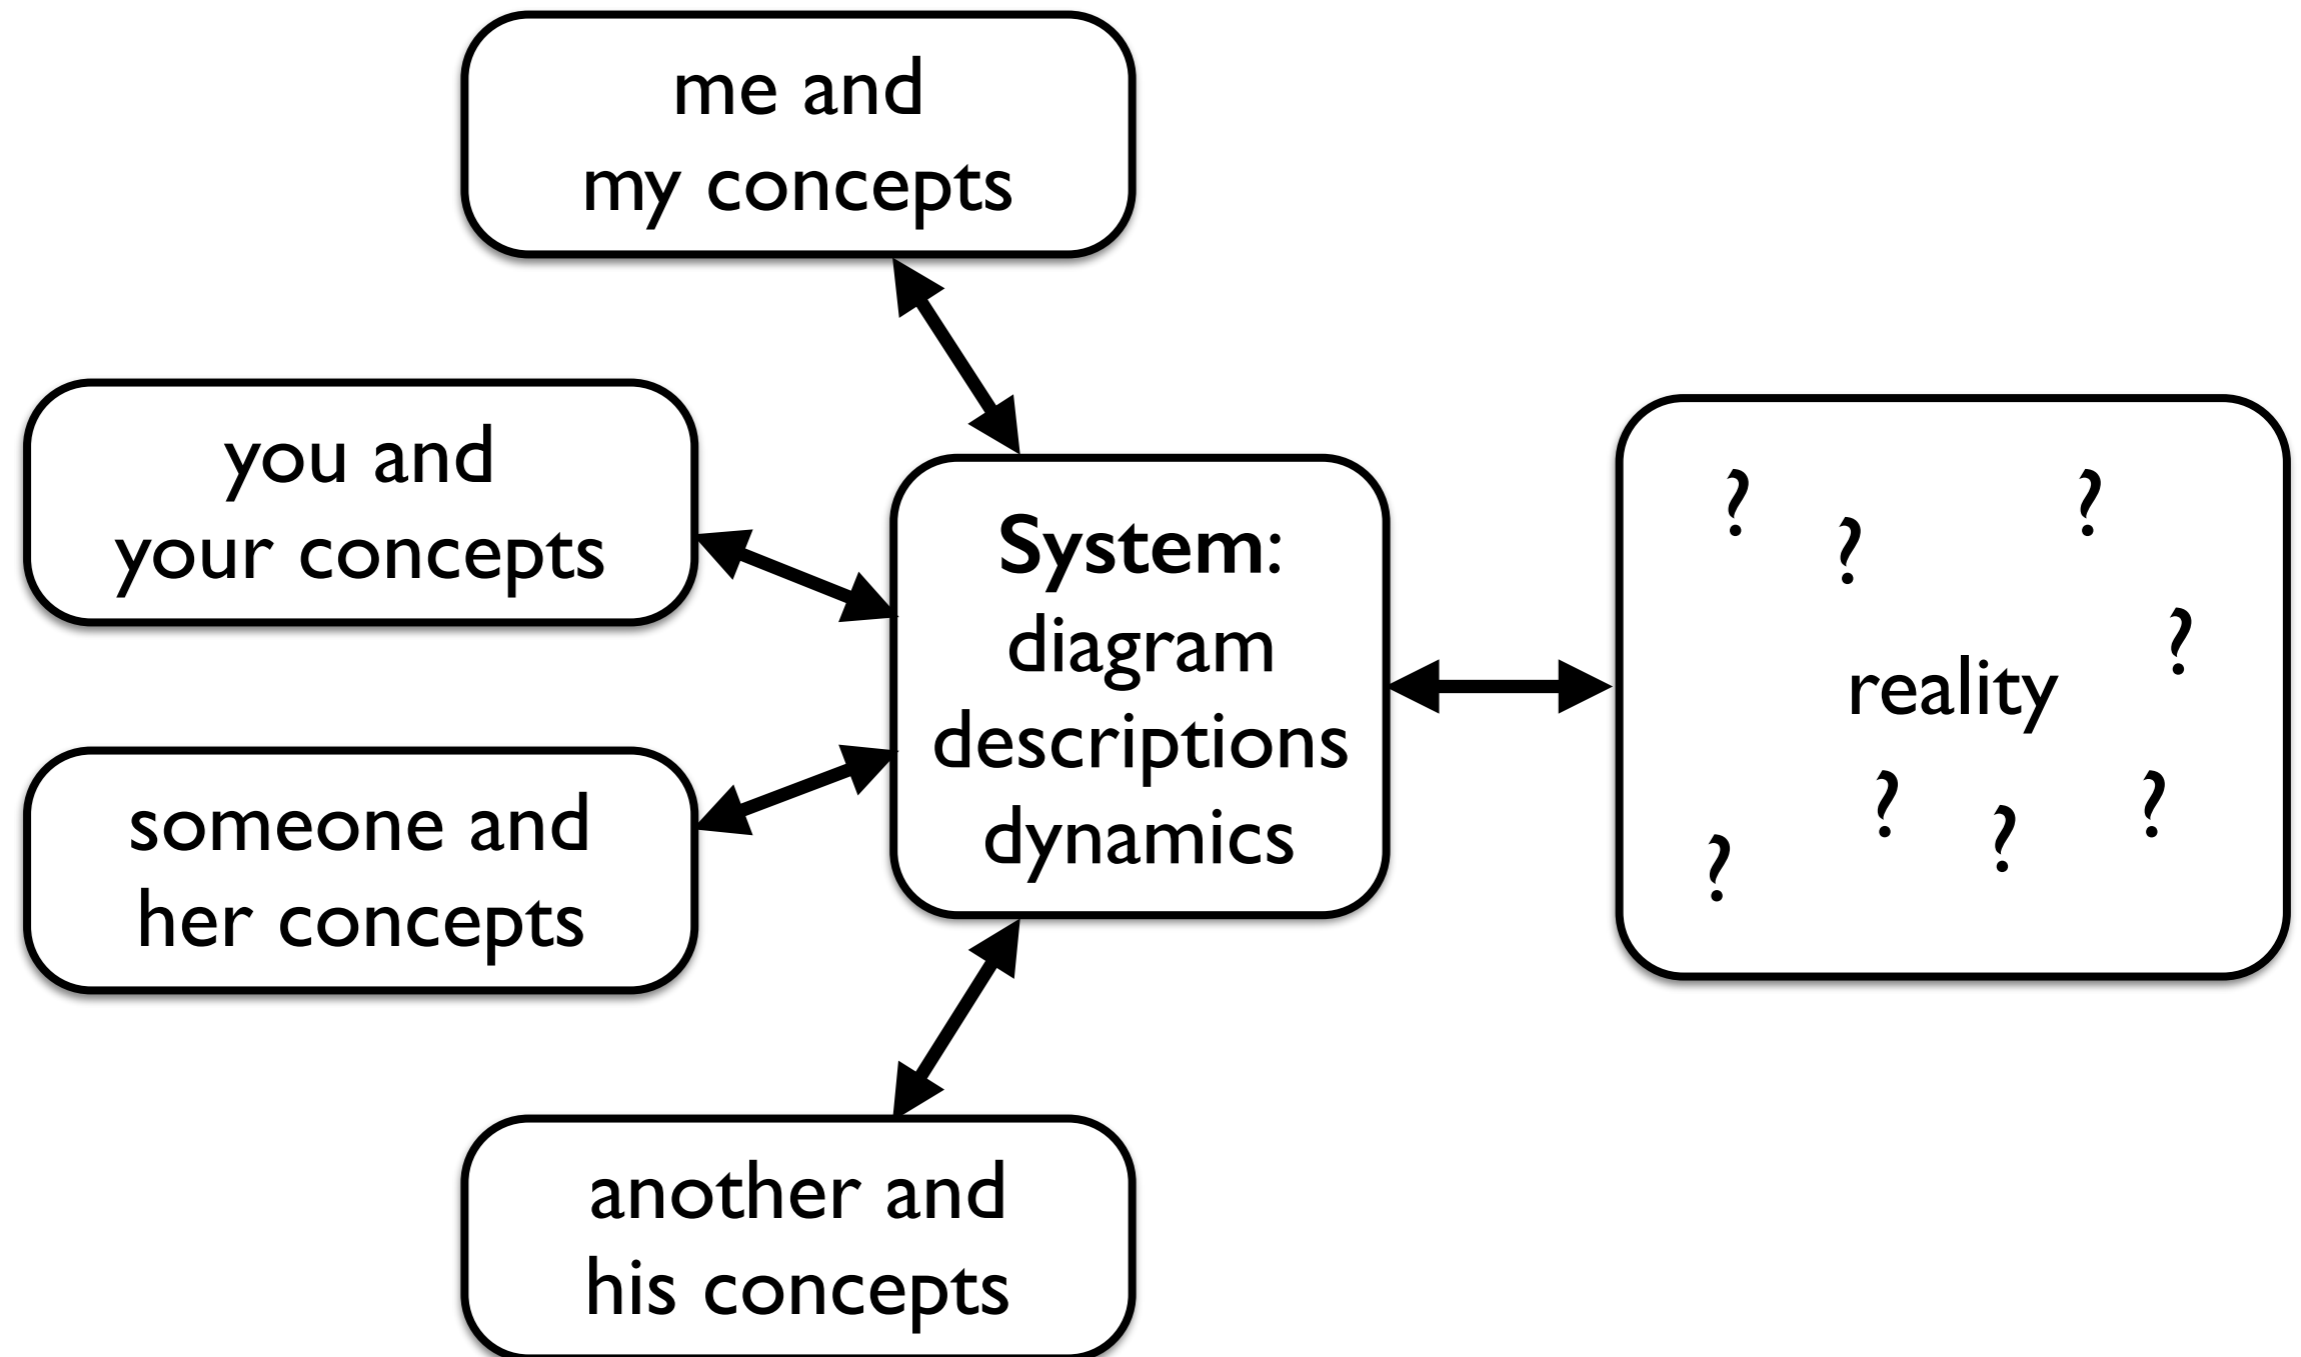 me and
my concepts
you and
your concepts
someone and
her concepts
another and
his concepts
System:
diagram
descriptions
dynamics
?
?
?
?
reality
?
?
?
?